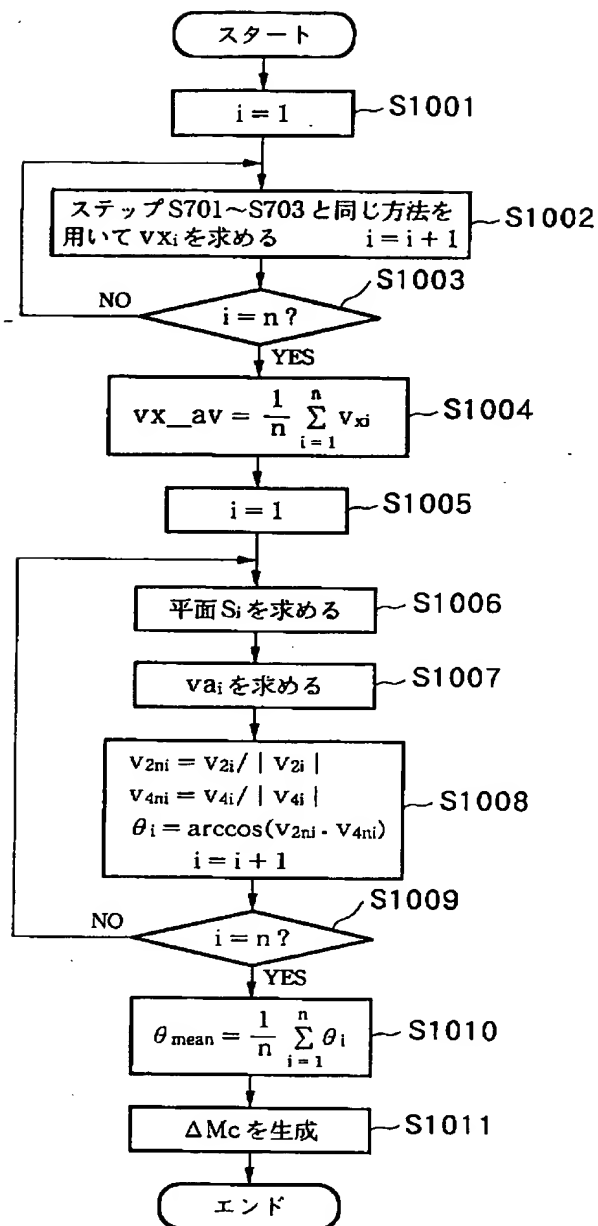 スタート
i = 1
S1001
ステップS701〜S703と同じ方法を
用いてvxiを求める i = i + 1
S1002
S1003
NO
i = n ?
YES
vx_av = 1/n Σ i=1 n vxi
S1004
i = 1
S1005
平面Siを求める
S1006
vaiを求める
S1007
v2ni = v2i / | v2i |
v4ni = v4i / | v4i |
θi = arccos(v2ni · v4ni)
i = i + 1
S1008
S1009
NO
i = n ?
YES
θmean = 1/n Σ i=1 n θi
S1010
ΔMcを生成
S1011
エンド